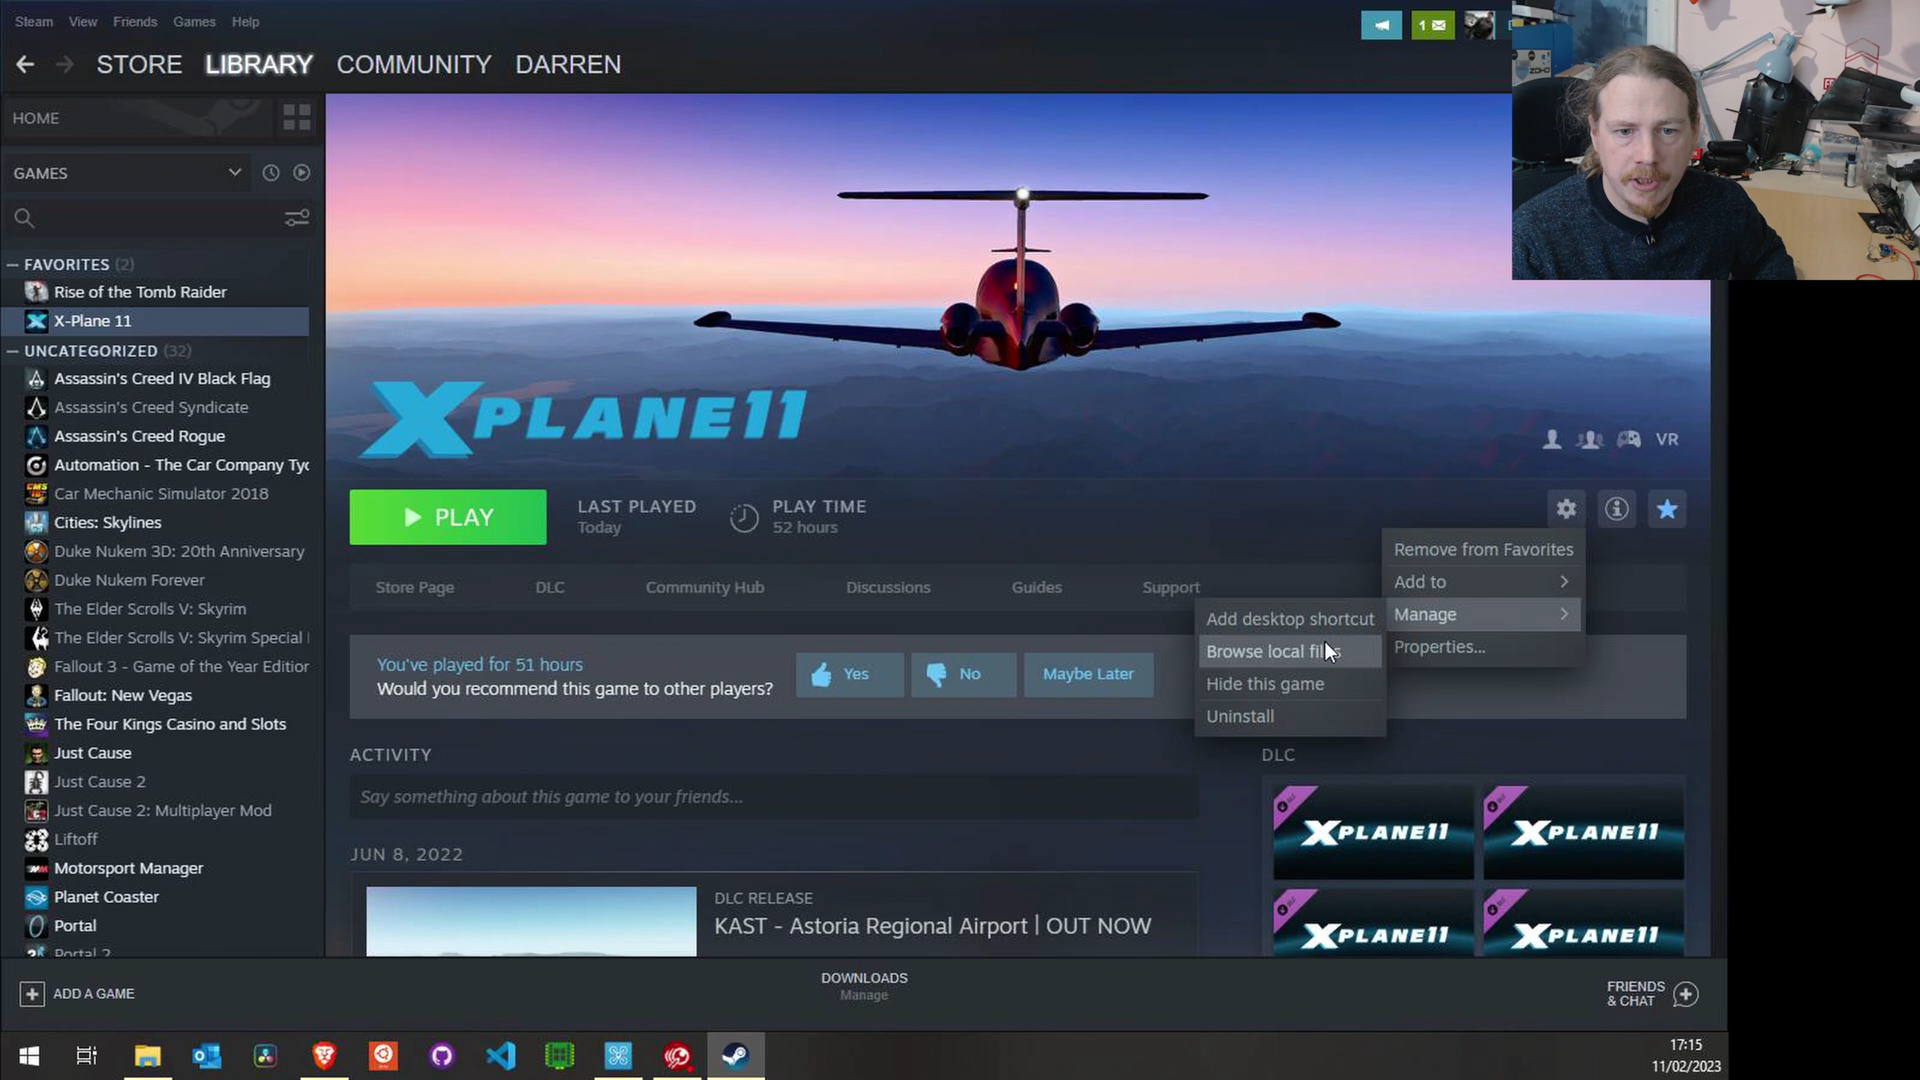 Steam View Friends Games Help
1
STORE LIBRARY COMMUNITY DARREN
HOME
GAMES
FAVORITES (2)
Rise of the Tomb Raider
X-Plane 11
UNCATEGORIZED (32)
Assassin's Creed IV Black Flag
Assassin's Creed Syndicate
Assassin's Creed Rogue
Automation - The Car Company Tyc
Car Mechanic Simulator 2018
Cities: Skylines
Duke Nukem 3D: 20th Anniversary
Duke Nukem Forever
The Elder Scrolls V: Skyrim
The Elder Scrolls V: Skyrim Special
Fallout 3 - Game of the Year Edition
Fallout: New Vegas
The Four Kings Casino and Slots
Just Cause
Just Cause 2
Just Cause 2: Multiplayer Mod
Liftoff
Motorsport Manager
Planet Coaster
Portal
Portal 2
ADD A GAME
XPLANE11
VR
PLAY
LAST PLAYED
Today
PLAY TIME
52 hours
Remove from Favorites
Add to
Manage
Properties...
Store Page DLC Community Hub Discussions Guides Support
Add desktop shortcut
Browse local files
Hide this game
Uninstall
You've played for 51 hours
Would you recommend this game to other players?
Yes No Maybe Later
ACTIVITY
Say something about this game to your friends...
JUN 8, 2022
DLC RELEASE
KAST - Astoria Regional Airport | OUT NOW
DLC
XPLANE11 XPLANE11
XPLANE11 XPLANE11
DOWNLOADS
Manage
FRIENDS
& CHAT
17:15
11/02/2023